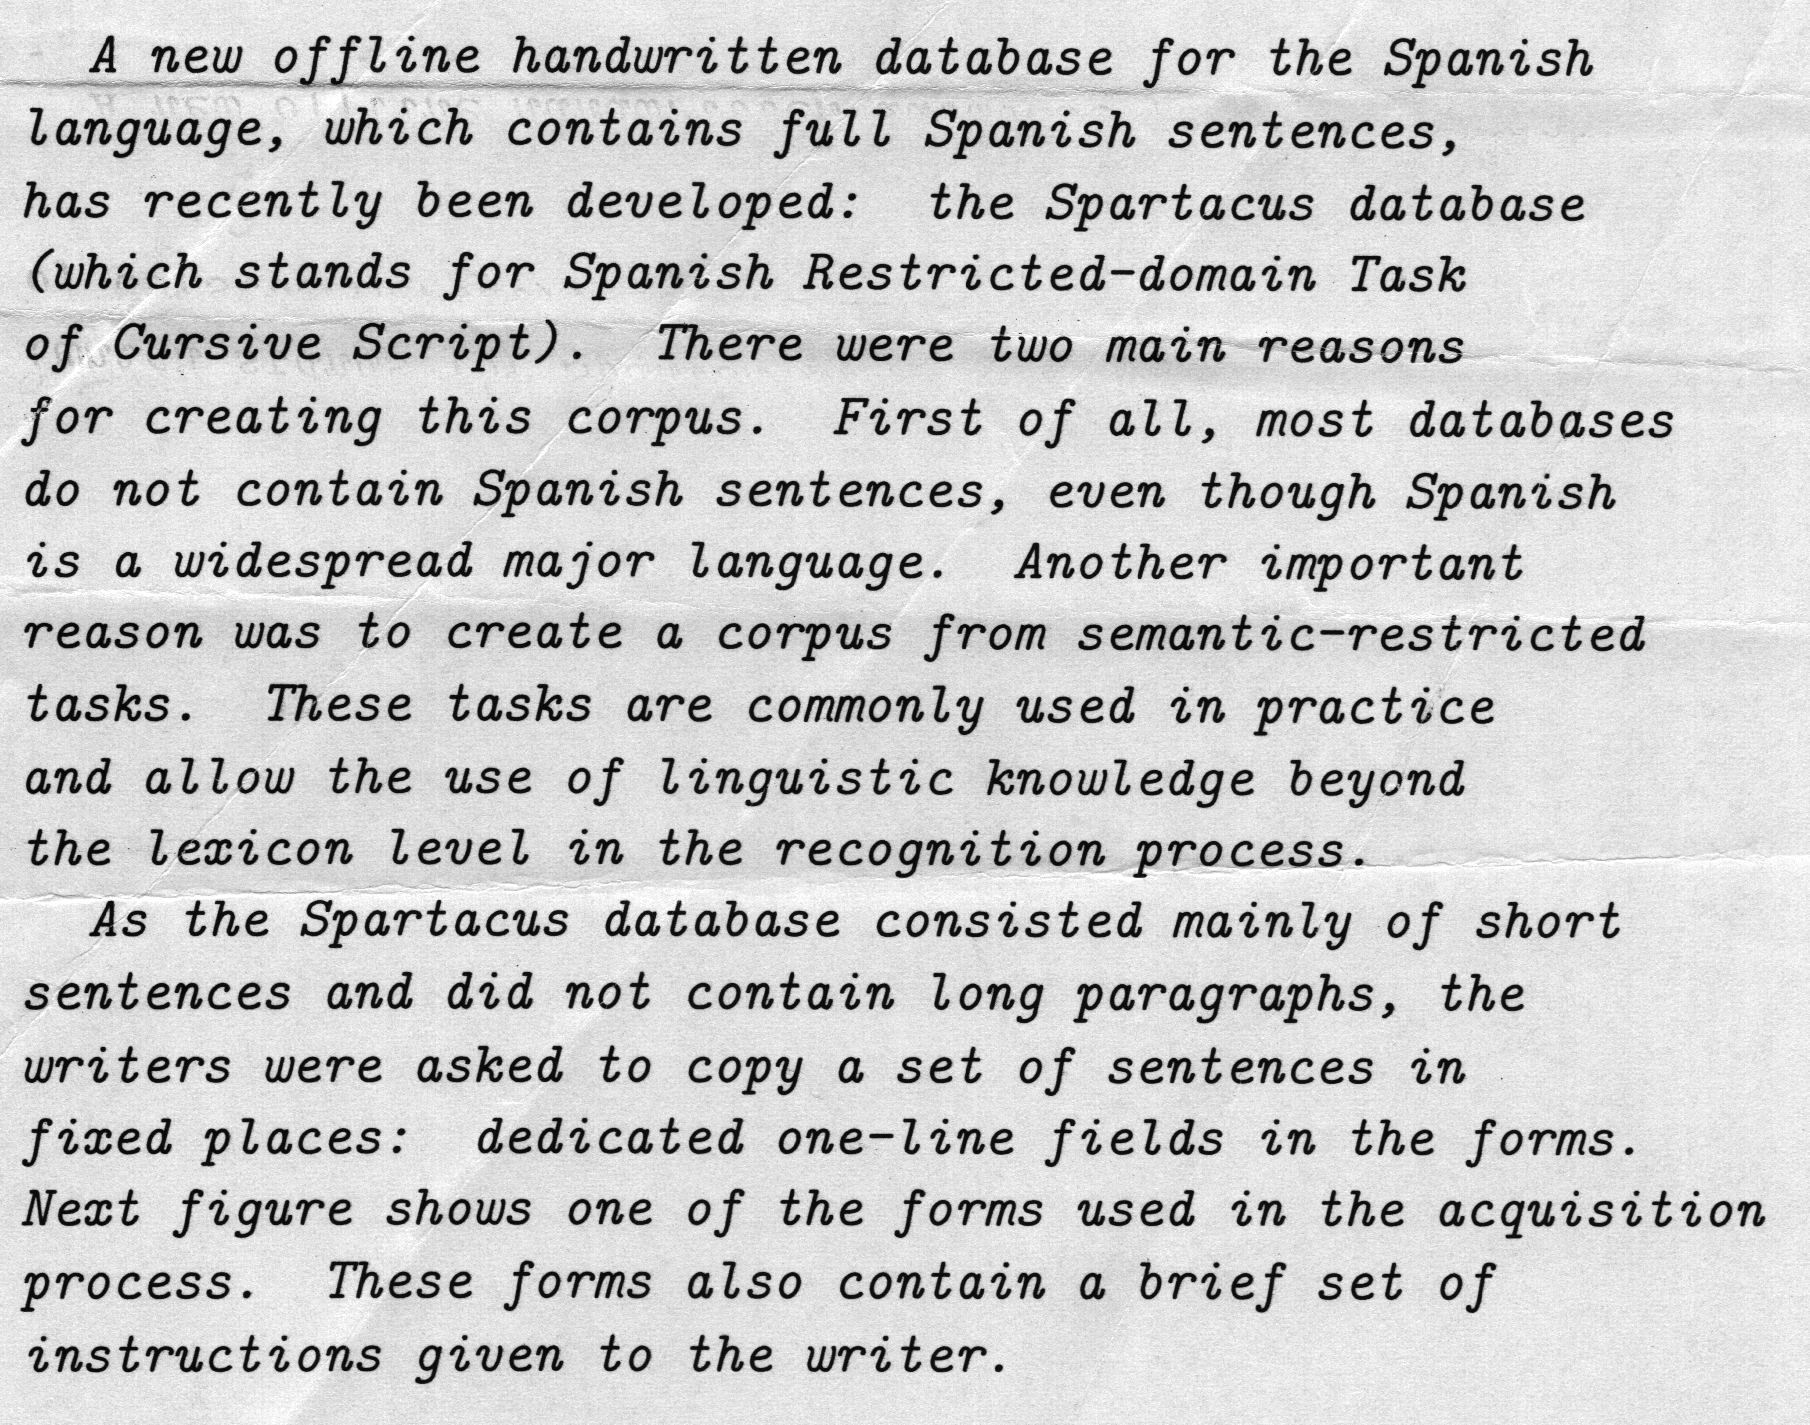 A new offline handwritten database for the Spanish
language, which contains full Spanish sentences,
has recently been developed: the Spartacus database
(which stands for Spanish Restricted-domain Task
of Cursive Script). There were two main reasons
for creating this corpus. First of all, most databases
do not contain Spanish sentences, even though Spanish
is a widespread major language. Another important
reason was to create a corpus from semantic-restricted
tasks. These tasks are commonly used in practice
and allow the use of linguistic knowledge beyond
the lexicon level in the recognition process.
As the Spartacus database consisted mainly of short
sentences and did not contain long paragraphs, the
writers were asked to copy a set of sentences in
fixed places: dedicated one-line fields in the forms.
Next figure shows one of the forms used in the acquisition
process. These forms also contain a brief set of
instructions given to the writer.